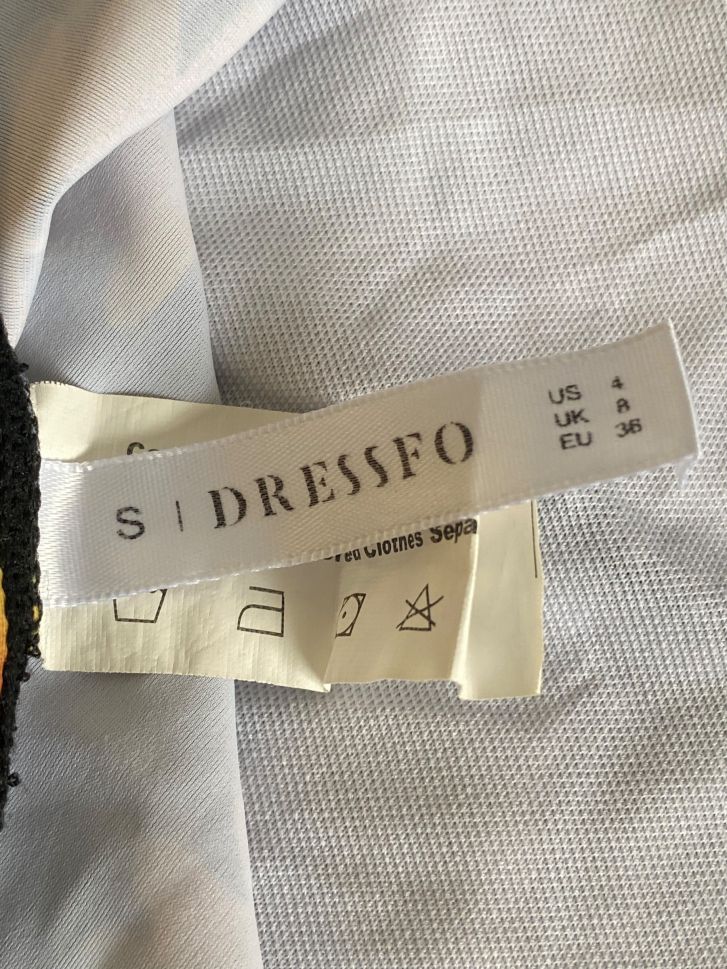 S | DRESSFO
US 4
UK 8
EU 36
Clothes Sepa